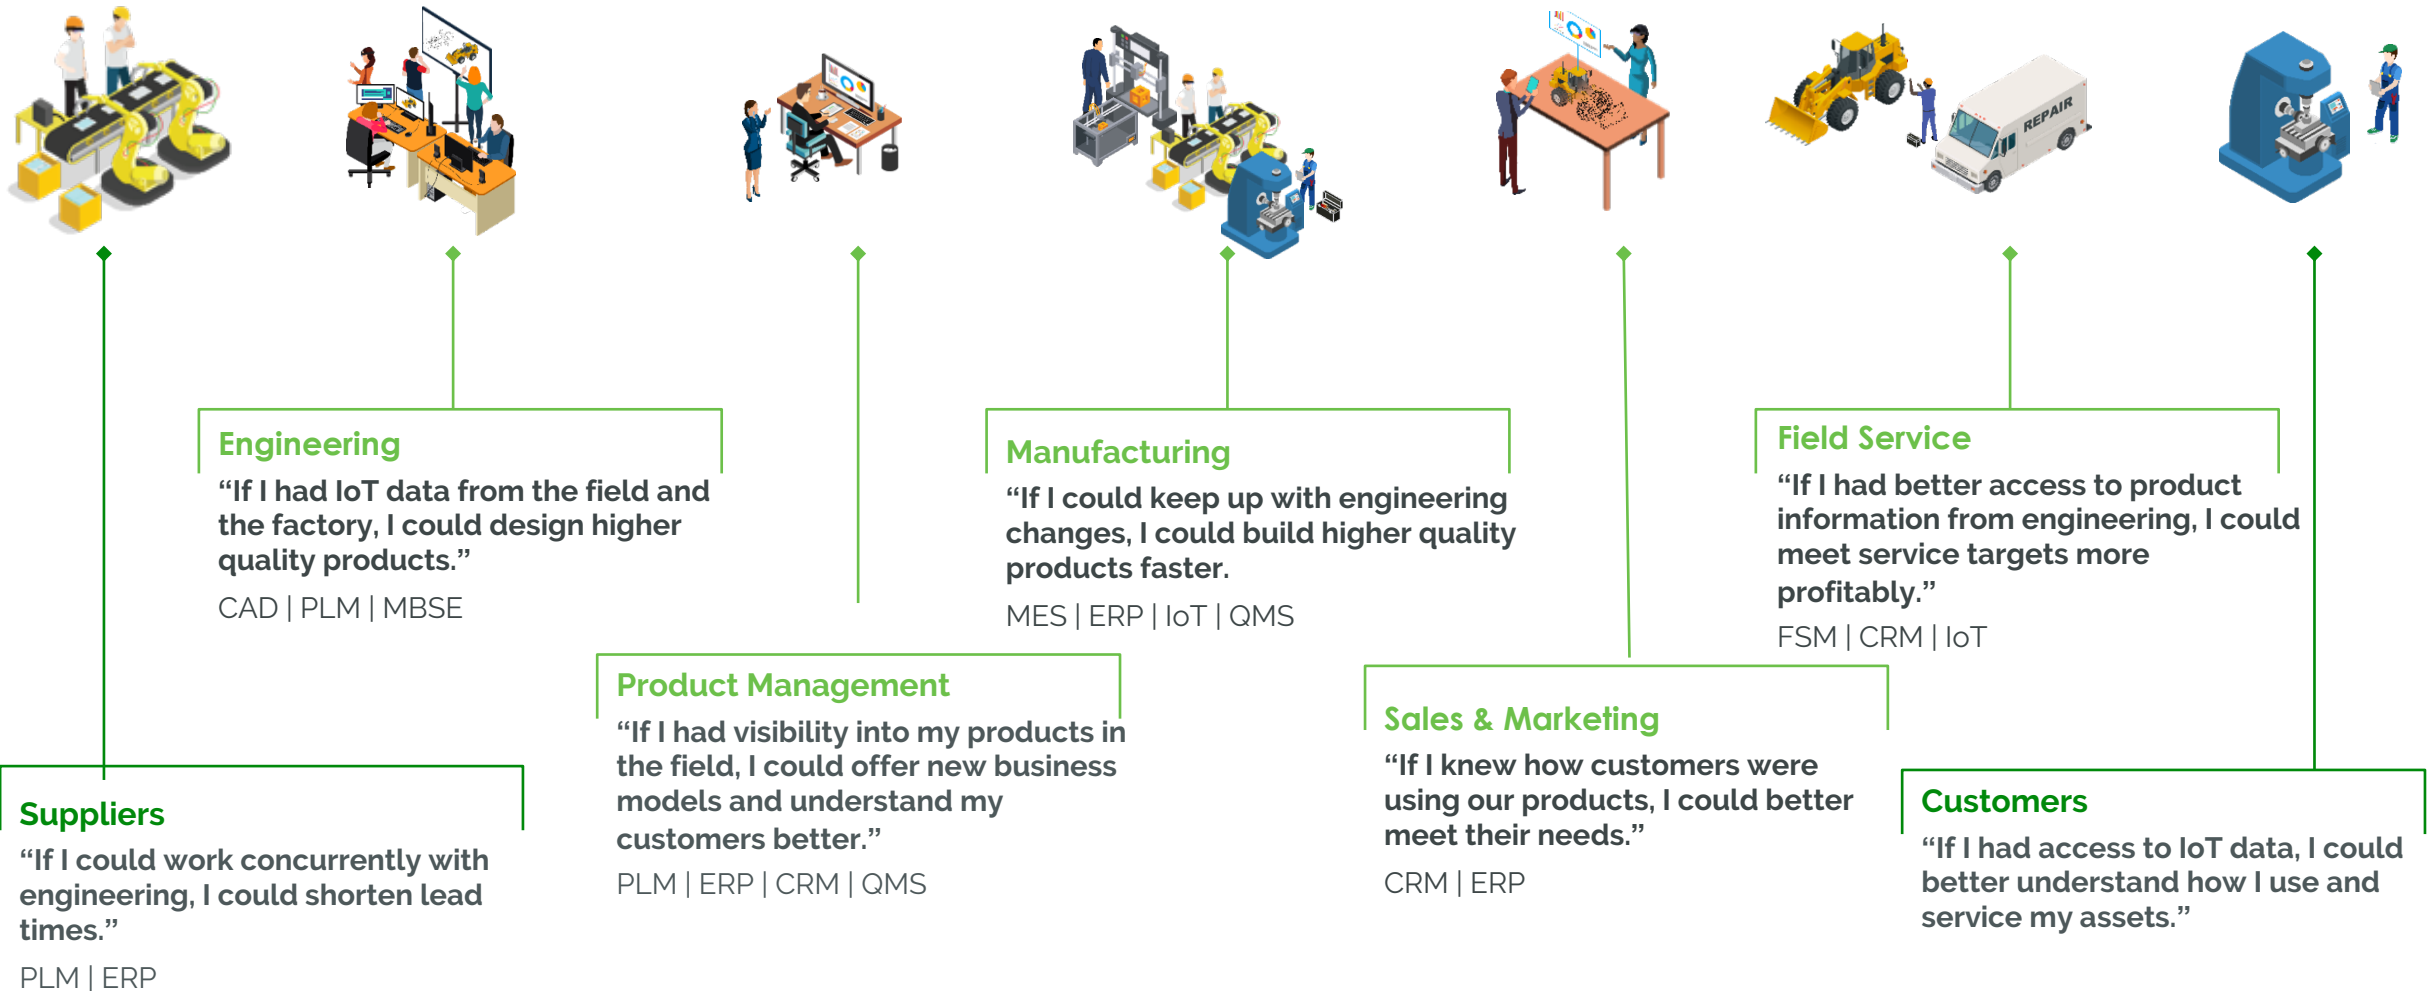 REPAIR
Engineering
“If I had IoT data from the field and
the factory, I could design higher
quality products.”
CAD | PLM | MBSE
Manufacturing
“If I could keep up with engineering
changes, I could build higher quality
products faster.
MES | ERP | IoT | QMS
Field Service
“If I had better access to product
information from engineering, I could
meet service targets more
profitably.”
FSM | CRM | IoT
Product Management
“If I had visibility into my products in
the field, I could offer new business
models and understand my
customers better.”
PLM | ERP | CRM | QMS
Sales & Marketing
“If I knew how customers were
using our products, I could better
meet their needs.”
CRM | ERP
Suppliers
“If I could work concurrently with
engineering, I could shorten lead
times.”
PLM | ERP
Customers
“If I had access to IoT data, I could
better understand how I use and
service my assets.”